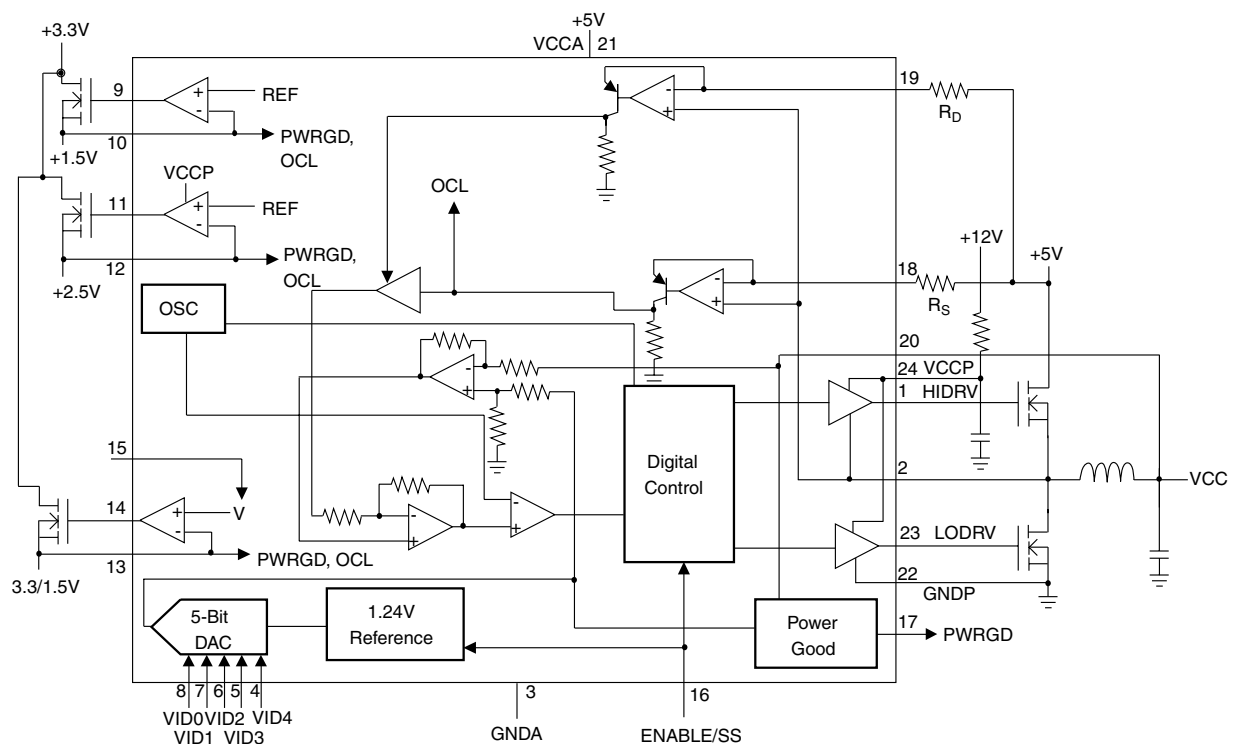 +5V
VCCA 21
+3.3V
9
REF
10
PWRGD,
OCL
+1.5V
VCCP
11
REF
12
PWRGD,
OCL
+2.5V
OCL
19
RD
+12V
+5V
18
RS
OSC
20
24 VCCP
1 HIDRV
2
VCC
Digital
Control
15
14
V
13
PWRGD, OCL
3.3/1.5V
23 LODRV
22
GNDP
5-Bit
DAC
1.24V
Reference
Power
Good
17
PWRGD
8 7 6 5 4
3
16
VID0 VID2 VID4
VID1 VID3
GNDA
ENABLE/SS